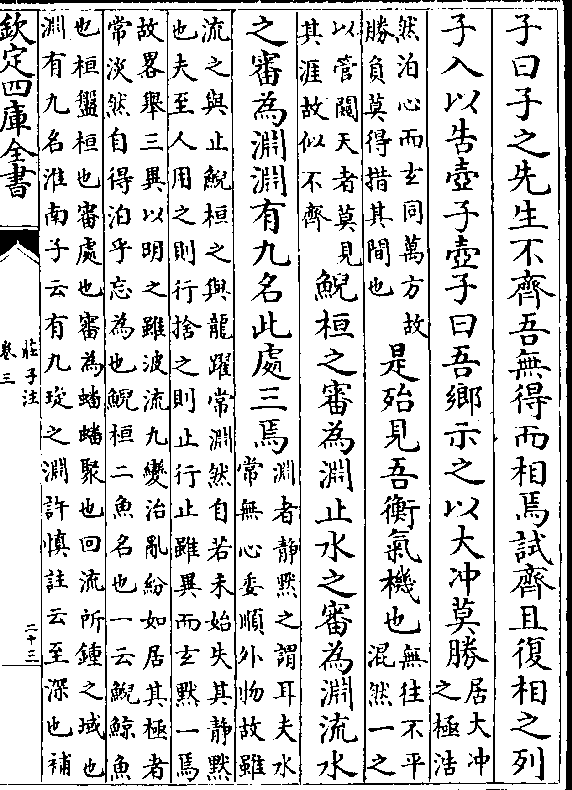 子曰子之先生不齊吾無得而相焉試齊且復相之列
子入以告壺子壺子曰吾鄉示之以大冲莫勝
居大冲
之極浩
然泊心而玄同萬方故
勝負莫得措其間也
是殆見吾衡氣機也
無往不平
混然一之
以管闚天者莫見
其涯故似不齊
鯢桓之審為淵止水之審為淵流水
之審為淵淵有九名此處三焉
淵者静黙之謂耳夫水
常無心委順外物故雖
流之與止鯢桓之與龍躍常淵然自若未始失其静黙
也夫至人用之則行捨之則止行止雖異而玄黙一焉
故畧舉三異以明之雖波流九變治亂紛如居其極者
常淡然自得泊乎忘為也鯢桓二魚名也一云鯢鯨魚
也桓盤桓也審處也審為蟠蟠聚也回流所鍾之域也
淵有九名淮南子云有九琁之淵許慎註云至深也補
欽定四庫全書
莊子注
卷三
二十三